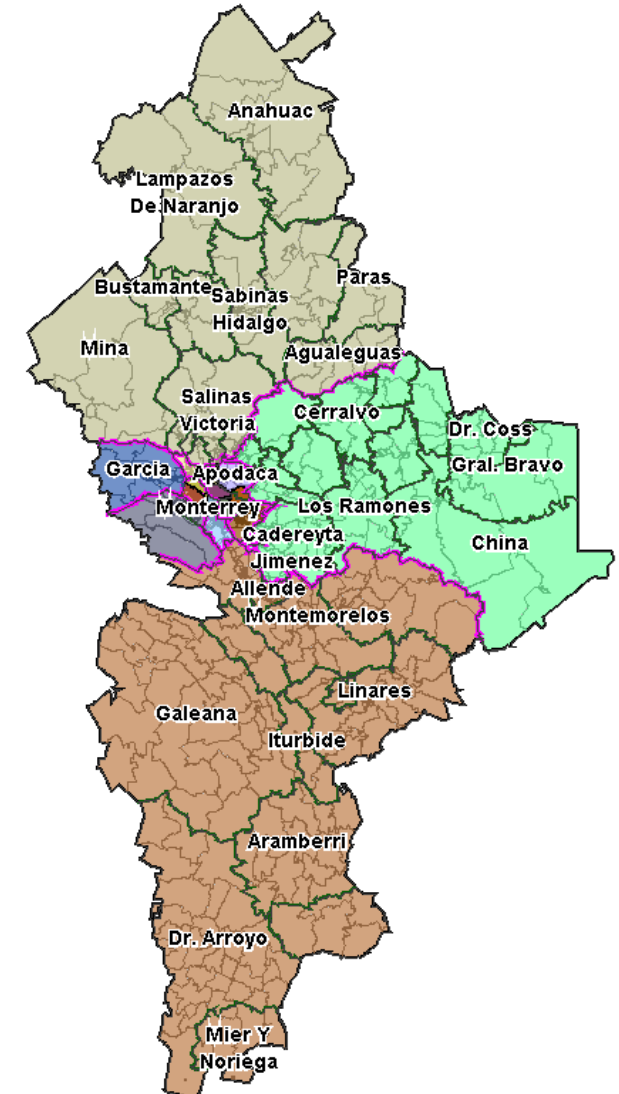 Anahuac
Lampazos
De Naranjo
Bustamante
Sabinas
Hidalgo
Paras
Mina
Agualeguas
Salinas
Victoria
Cerralvo
Dr. Coss
Gral. Bravo
Garcia
Apodaca
Monterrey
Los Ramones
Cadereyta
Jimenez
China
Allende
Montemorelos
Linares
Galeana
Iturbide
Aramberri
Dr. Arroyo
Mier Y
Noriega